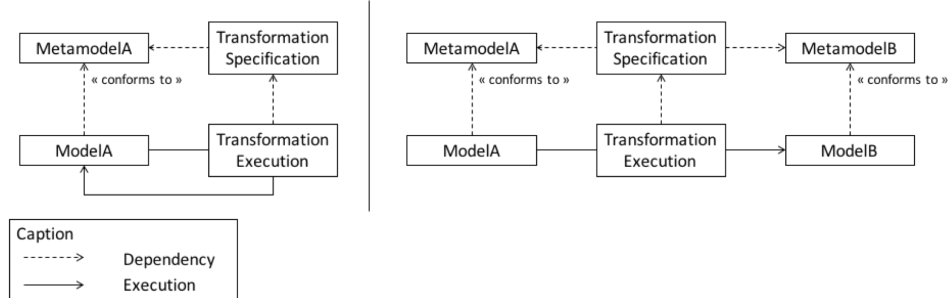 MetamodelA
Transformation
Specification
« conforms to »
ModelA
Transformation
Execution
MetamodelA
Transformation
Specification
MetamodelB
« conforms to »
« conforms to »
ModelA
Transformation
Execution
ModelB
Caption
Dependency
Execution